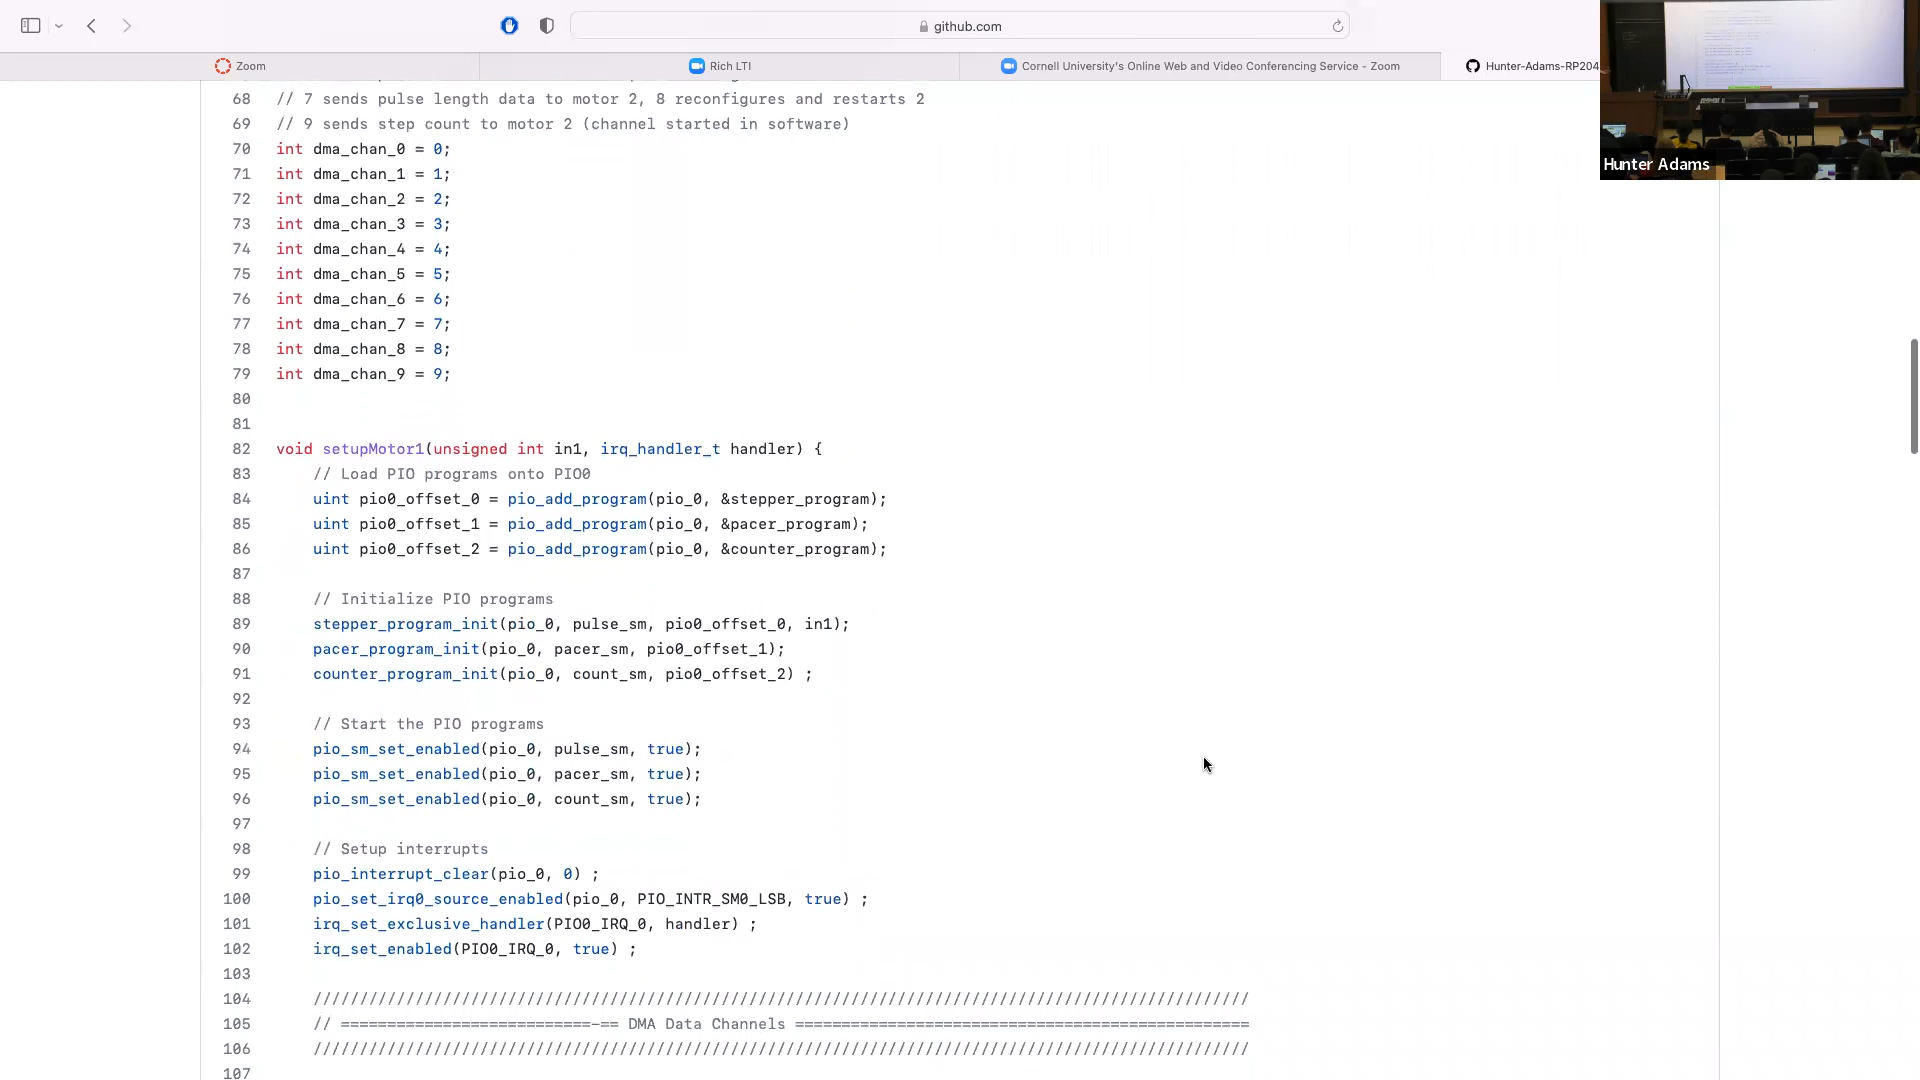 github.com
Zoom
Rich LTI
Cornell University's Online Web and Video Conferencing Service - Zoom
Hunter-Adams-RP204
Hunter Adams
68 // 7 sends pulse length data to motor 2, 8 reconfigures and restarts 2
69 // 9 sends step count to motor 2 (channel started in software)
70 int dma_chan_0 = 0;
71 int dma_chan_1 = 1;
72 int dma_chan_2 = 2;
73 int dma_chan_3 = 3;
74 int dma_chan_4 = 4;
75 int dma_chan_5 = 5;
76 int dma_chan_6 = 6;
77 int dma_chan_7 = 7;
78 int dma_chan_8 = 8;
79 int dma_chan_9 = 9;
80
81
82 void setupMotor1(unsigned int in1, irq_handler_t handler) {
83 // Load PIO programs onto PIO0
84 uint pio0_offset_0 = pio_add_program(pio_0, &stepper_program);
85 uint pio0_offset_1 = pio_add_program(pio_0, &pacer_program);
86 uint pio0_offset_2 = pio_add_program(pio_0, &counter_program);
87
88 // Initialize PIO programs
89 stepper_program_init(pio_0, pulse_sm, pio0_offset_0, in1);
90 pacer_program_init(pio_0, pacer_sm, pio0_offset_1);
91 counter_program_init(pio_0, count_sm, pio0_offset_2) ;
92
93 // Start the PIO programs
94 pio_sm_set_enabled(pio_0, pulse_sm, true);
95 pio_sm_set_enabled(pio_0, pacer_sm, true);
96 pio_sm_set_enabled(pio_0, count_sm, true);
97
98 // Setup interrupts
99 pio_interrupt_clear(pio_0, 0) ;
100 pio_set_irq0_source_enabled(pio_0, PIO_INTR_SM0_LSB, true) ;
101 irq_set_exclusive_handler(PIO0_IRQ_0, handler) ;
102 irq_set_enabled(PIO0_IRQ_0, true) ;
103
104 /////////////////////////////////////////////////////////////////////////////////////////////////////
105 // ===========================-== DMA Data Channels =================================================
106 /////////////////////////////////////////////////////////////////////////////////////////////////////
107